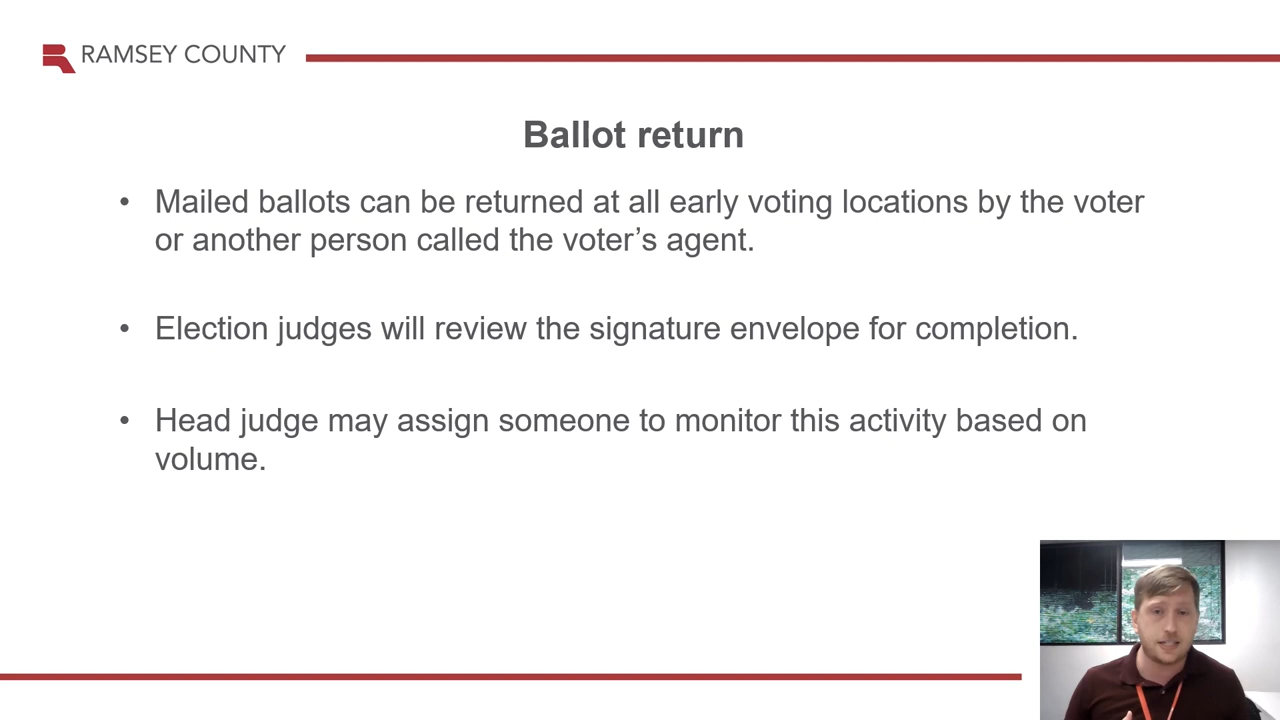 RAMSEY COUNTY
Ballot return
• Mailed ballots can be returned at all early voting locations by the voter
or another person called the voter’s agent.
• Election judges will review the signature envelope for completion.
• Head judge may assign someone to monitor this activity based on
volume.